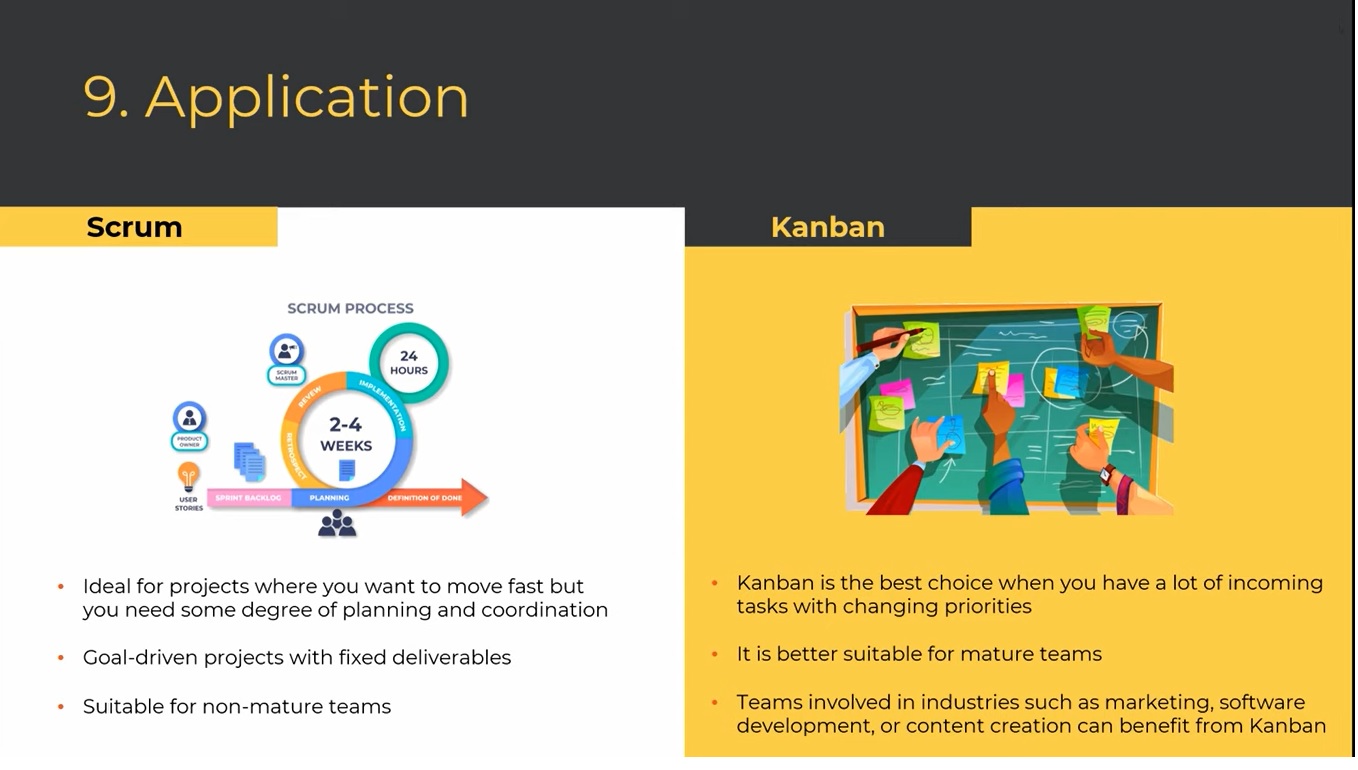 9. Application
Scrum
Kanban
SCRUM PROCESS
24
HOURS
SCRUM
MASTER
REVIEW
IMPLEMENTATION
2-4
WEEKS
PRODUCT
OWNER
RETROSPECT
USER
STORIES
SPRINT BACKLOG
PLANNING
DEFINITION OF DONE
• Ideal for projects where you want to move fast but
you need some degree of planning and coordination
• Goal-driven projects with fixed deliverables
• Suitable for non-mature teams
• Kanban is the best choice when you have a lot of incoming
tasks with changing priorities
• It is better suitable for mature teams
• Teams involved in industries such as marketing, software
development, or content creation can benefit from Kanban